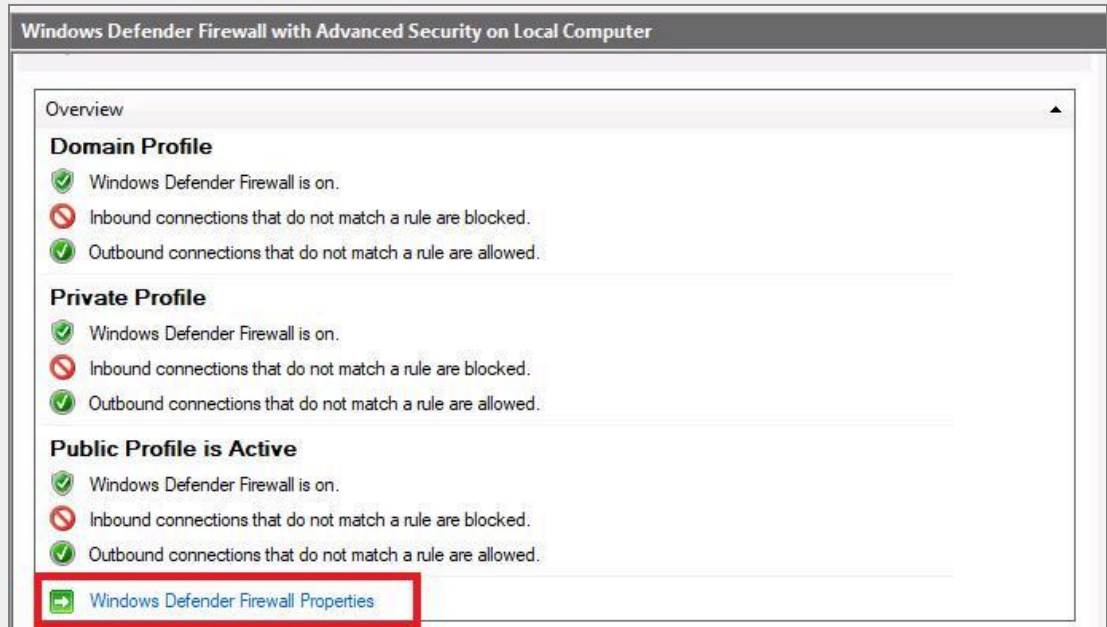 Windows Defender Firewall with Advanced Security on Local Computer
Overview
Domain Profile
Windows Defender Firewall is on.
Inbound connections that do not match a rule are blocked.
Outbound connections that do not match a rule are allowed.
Private Profile
Windows Defender Firewall is on.
Inbound connections that do not match a rule are blocked.
Outbound connections that do not match a rule are allowed.
Public Profile is Active
Windows Defender Firewall is on.
Inbound connections that do not match a rule are blocked.
Outbound connections that do not match a rule are allowed.
Windows Defender Firewall Properties